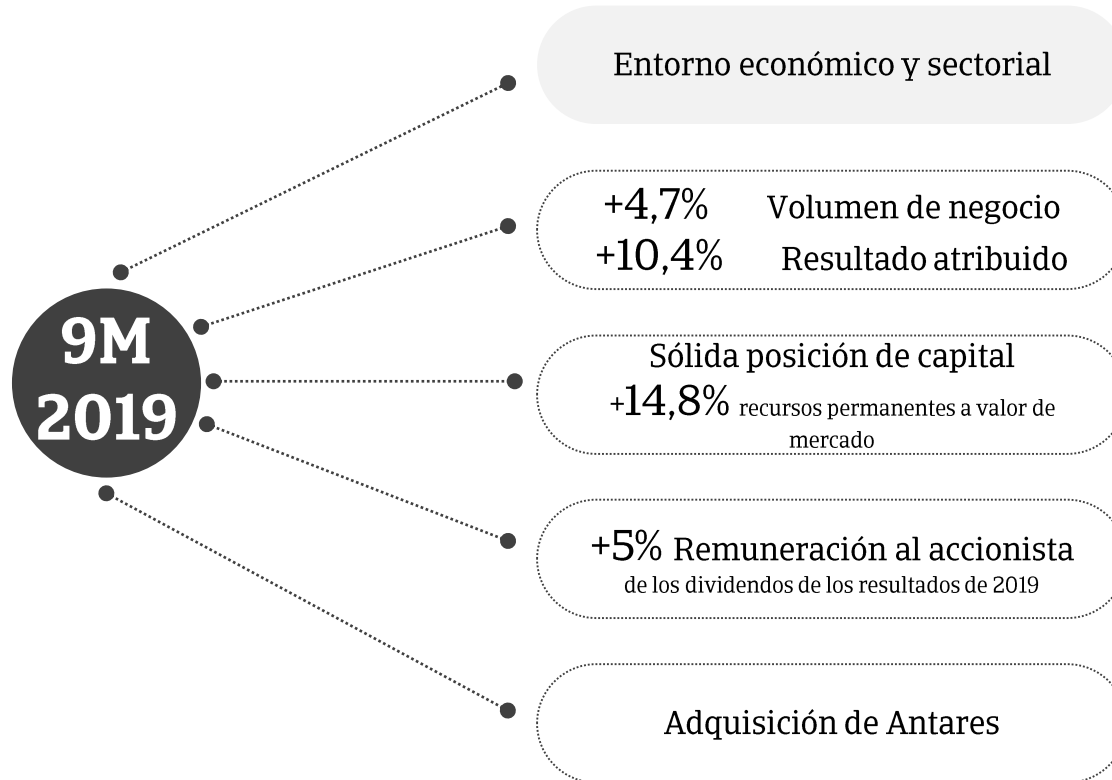 9M
2019
Entorno económico y sectorial
+4,7% Volumen de negocio
+10,4% Resultado atribuido
Sólida posición de capital
+14,8% recursos permanentes a valor de
mercado
+5% Remuneración al accionista
de los dividendos de los resultados de 2019
Adquisición de Antares